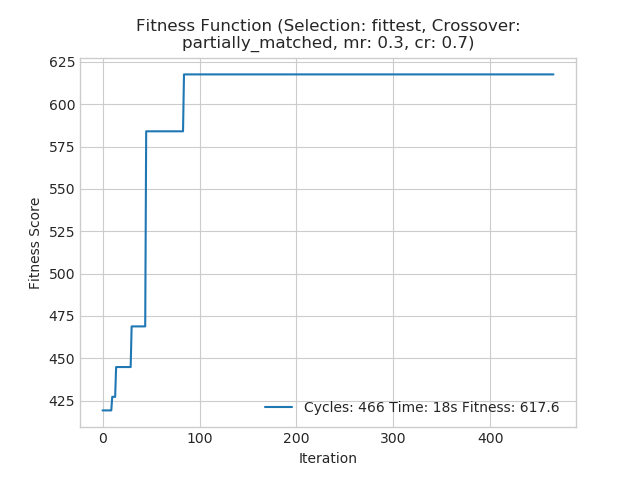 Fitness Function (Selection: fittest, Crossover:
partially_matched, mr: 0.3, cr: 0.7)
Fitness Score
625
600
575
550
525
500
475
450
425
Cycles: 466 Time: 18s Fitness: 617.6
0
100
200
300
400
Iteration